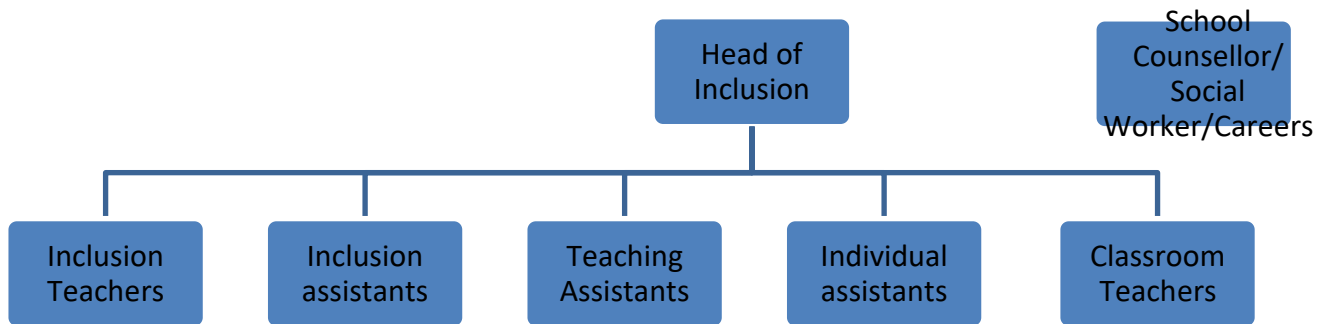 Head of
Inclusion
School
Counsellor/
Social
Worker/Careers
Inclusion
Teachers
Inclusion
assistants
Teaching
Assistants
Individual
assistants
Classroom
Teachers